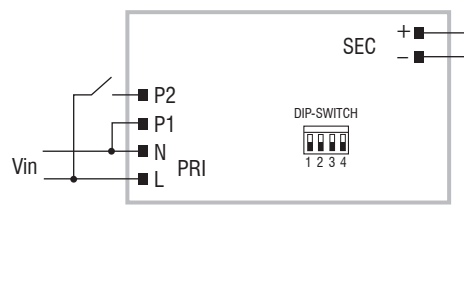 +
SEC
–
P2
DIP-SWITCH
P1
N
Vin
PRI
1 2 3 4
L